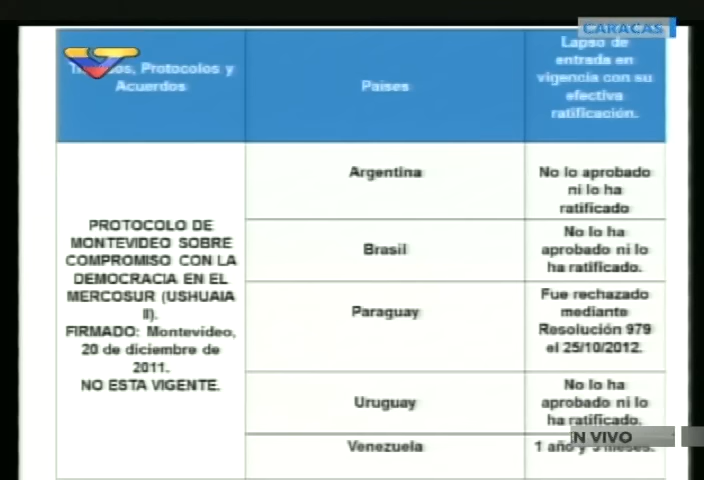 CARACAS
Protocolos y
Acuerdos
Países
Lapso de
entrada en
vigencia con su
efectiva
ratificación.
PROTOCOLO DE
MONTEVIDEO SOBRE
COMPROMISO CON LA
DEMOCRACIA EN EL
MERCOSUR (USHUAIA
II).
FIRMADO: Montevideo,
20 de diciembre de
2011.
NO ESTA VIGENTE.
Argentina
No lo aprobado
ni lo ha
ratificado
Brasil
No lo ha
aprobado ni lo
ha ratificado.
Paraguay
Fue rechazado
mediante
Resolución 979
el 25/10/2012.
Uruguay
No lo ha
aprobado ni lo
ha ratificado.
Venezuela
1 año y
N VIVO